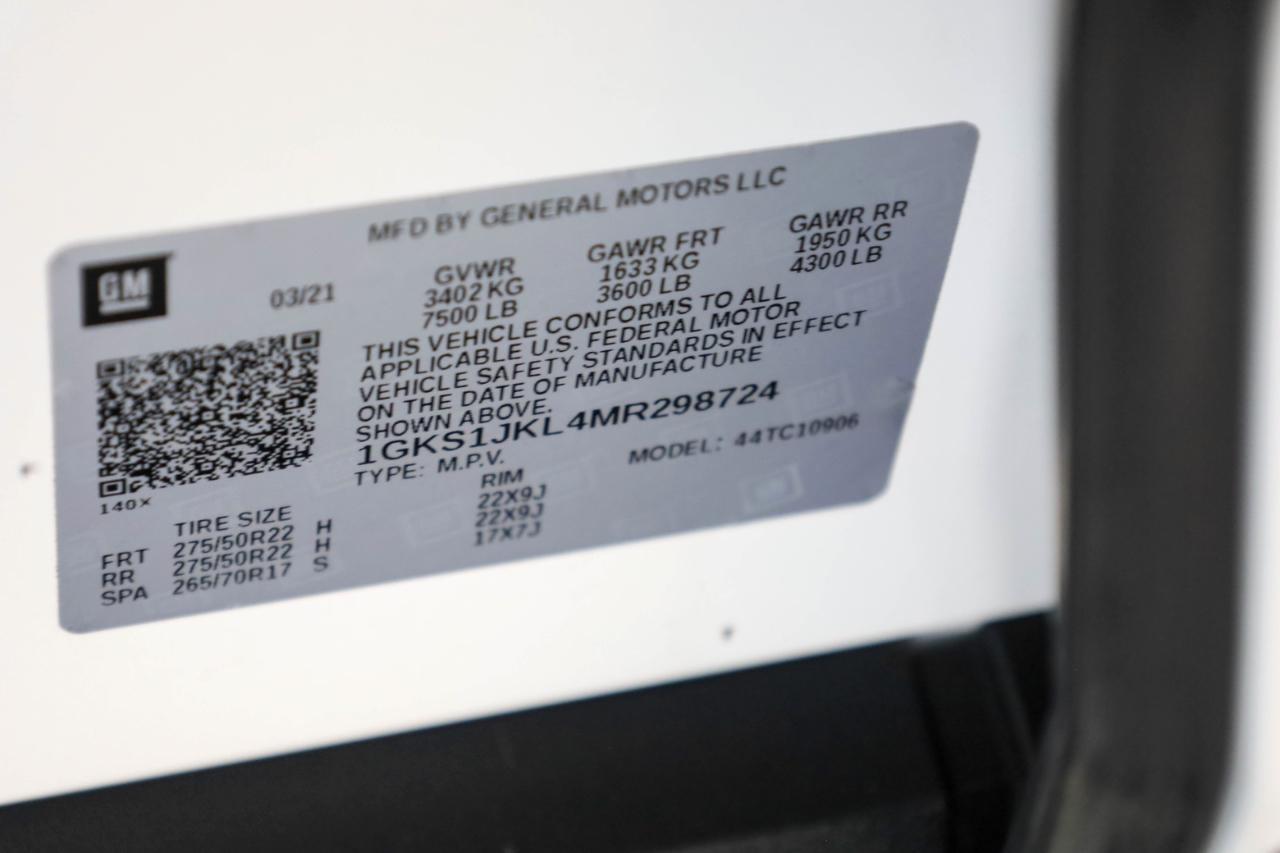 MFD BY GENERAL MOTORS LLC
GM
03/21
GVWR GAWR FRT GAWR RR
3402 KG 1633 KG 1950 KG
7500 LB 3600 LB 4300 LB
THIS VEHICLE CONFORMS TO ALL
APPLICABLE U.S. FEDERAL MOTOR
VEHICLE SAFETY STANDARDS IN EFFECT
ON THE DATE OF MANUFACTURE
SHOWN ABOVE.
1GKS1JKL4MR298724
TYPE: M.P.V. MODEL: 44TC10906
140X
TIRE SIZE RIM
FRT 275/50R22 H 22X9J
RR 275/50R22 H 22X9J
SPA 265/70R17 S 17X7J